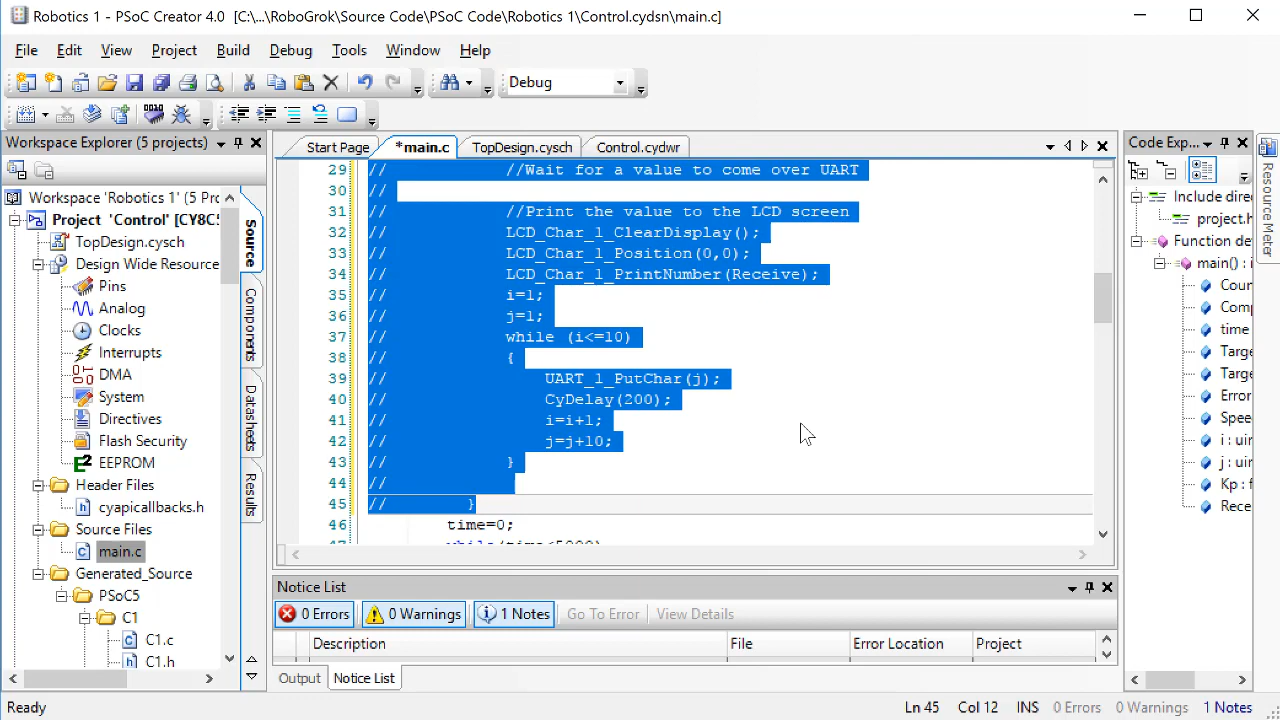 Robotics 1 - PSoC Creator 4.0 [C:\...\RoboGrok\Source Code\PSoC Code\Robotics 1\Control.cydsn\main.c]
File Edit View Project Build Debug Tools Window Help
Debug
Workspace Explorer (5 projects)
Workspace 'Robotics 1' (5 Proj
Project 'Control' [CY8C5
TopDesign.cysch
Design Wide Resource
Pins
Analog
Clocks
Interrupts
DMA
System
Directives
Flash Security
EEPROM
Header Files
cyapicallbacks.h
Source Files
main.c
Generated_Source
PSoC5
C1
C1.c
C1.h
Source
Components
Datasheets
Results
Start Page
*main.c
TopDesign.cysch
Control.cydwr
29 // //Wait for a value to come over UART
30 //
31 // //Print the value to the LCD screen
32 // LCD_Char_1_ClearDisplay();
33 // LCD_Char_1_Position(0,0);
34 // LCD_Char_1_PrintNumber(Receive);
35 // i=1;
36 // j=1;
37 // while (i<=10)
38 // {
39 // UART_1_PutChar(j);
40 // CyDelay(200);
41 // i=i+1;
42 // j=j+10;
43 // }
44 //
45 // }
46 time=0;
Notice List
0 Errors 0 Warnings 1 Notes Go To Error View Details
Description File Error Location Project
Output Notice List
Code Exp...
Include direc
project.h
Function de
main() : i
Coun
Comp
time
Targe
Targe
Error
Spee
i : uin
j : uin
Kp : f
Rece
Resource Meter
Ready Ln 45 Col 12 INS 0 Errors 0 Warnings 1 Notes